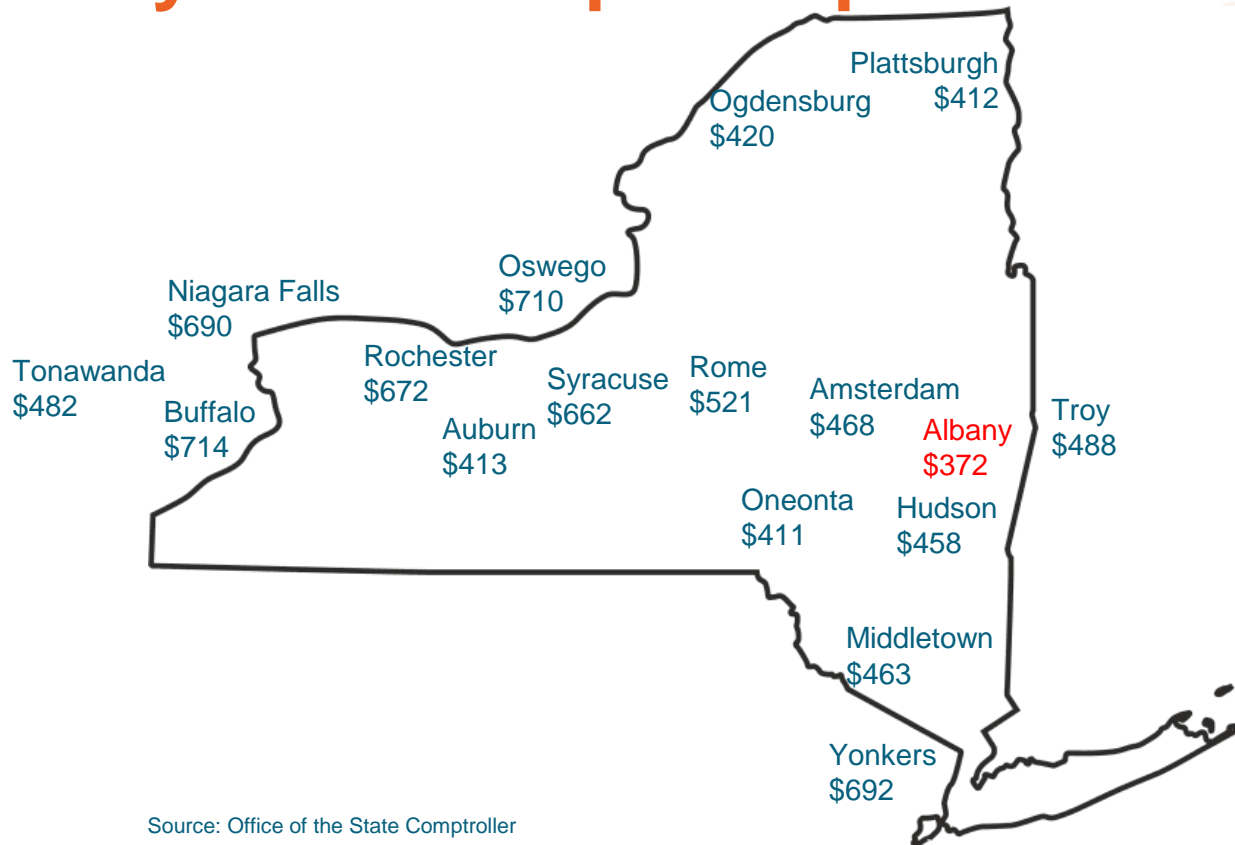 Plattsburgh
$412
Ogdensburg
$420
Oswego
$710
Niagara Falls
$690
Rochester
$672
Tonawanda
$482
Syracuse
$662
Rome
$521
Amsterdam
$468
Buffalo
$714
Auburn
$413
Albany
$372
Troy
$488
Oneonta
$411
Hudson
$458
Middletown
$463
Yonkers
$692
Source: Office of the State Comptroller